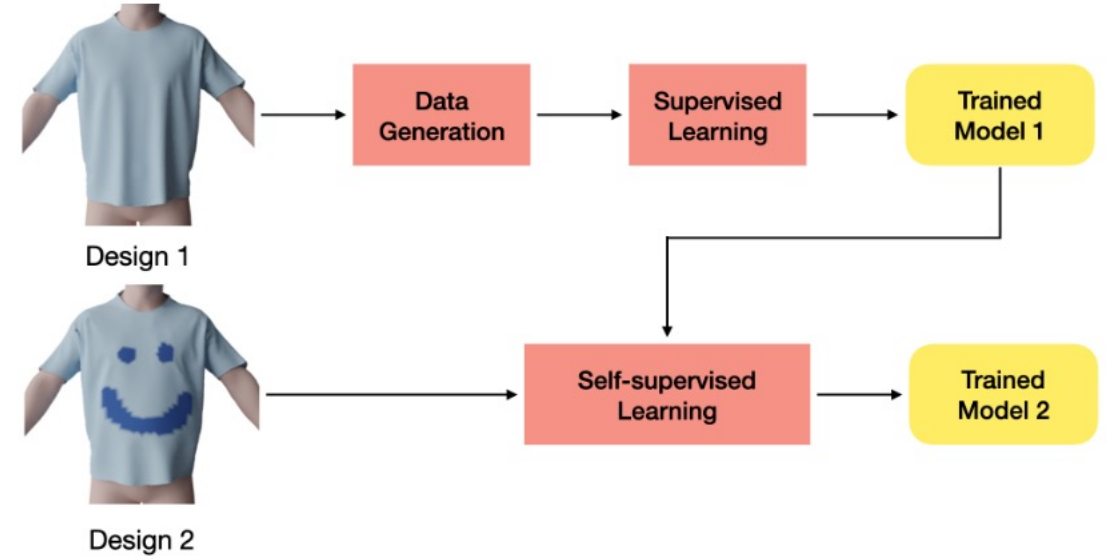 Data
Generation
Supervised
Learning
Trained
Model 1
Design 1
Self-supervised
Learning
Trained
Model 2
Design 2